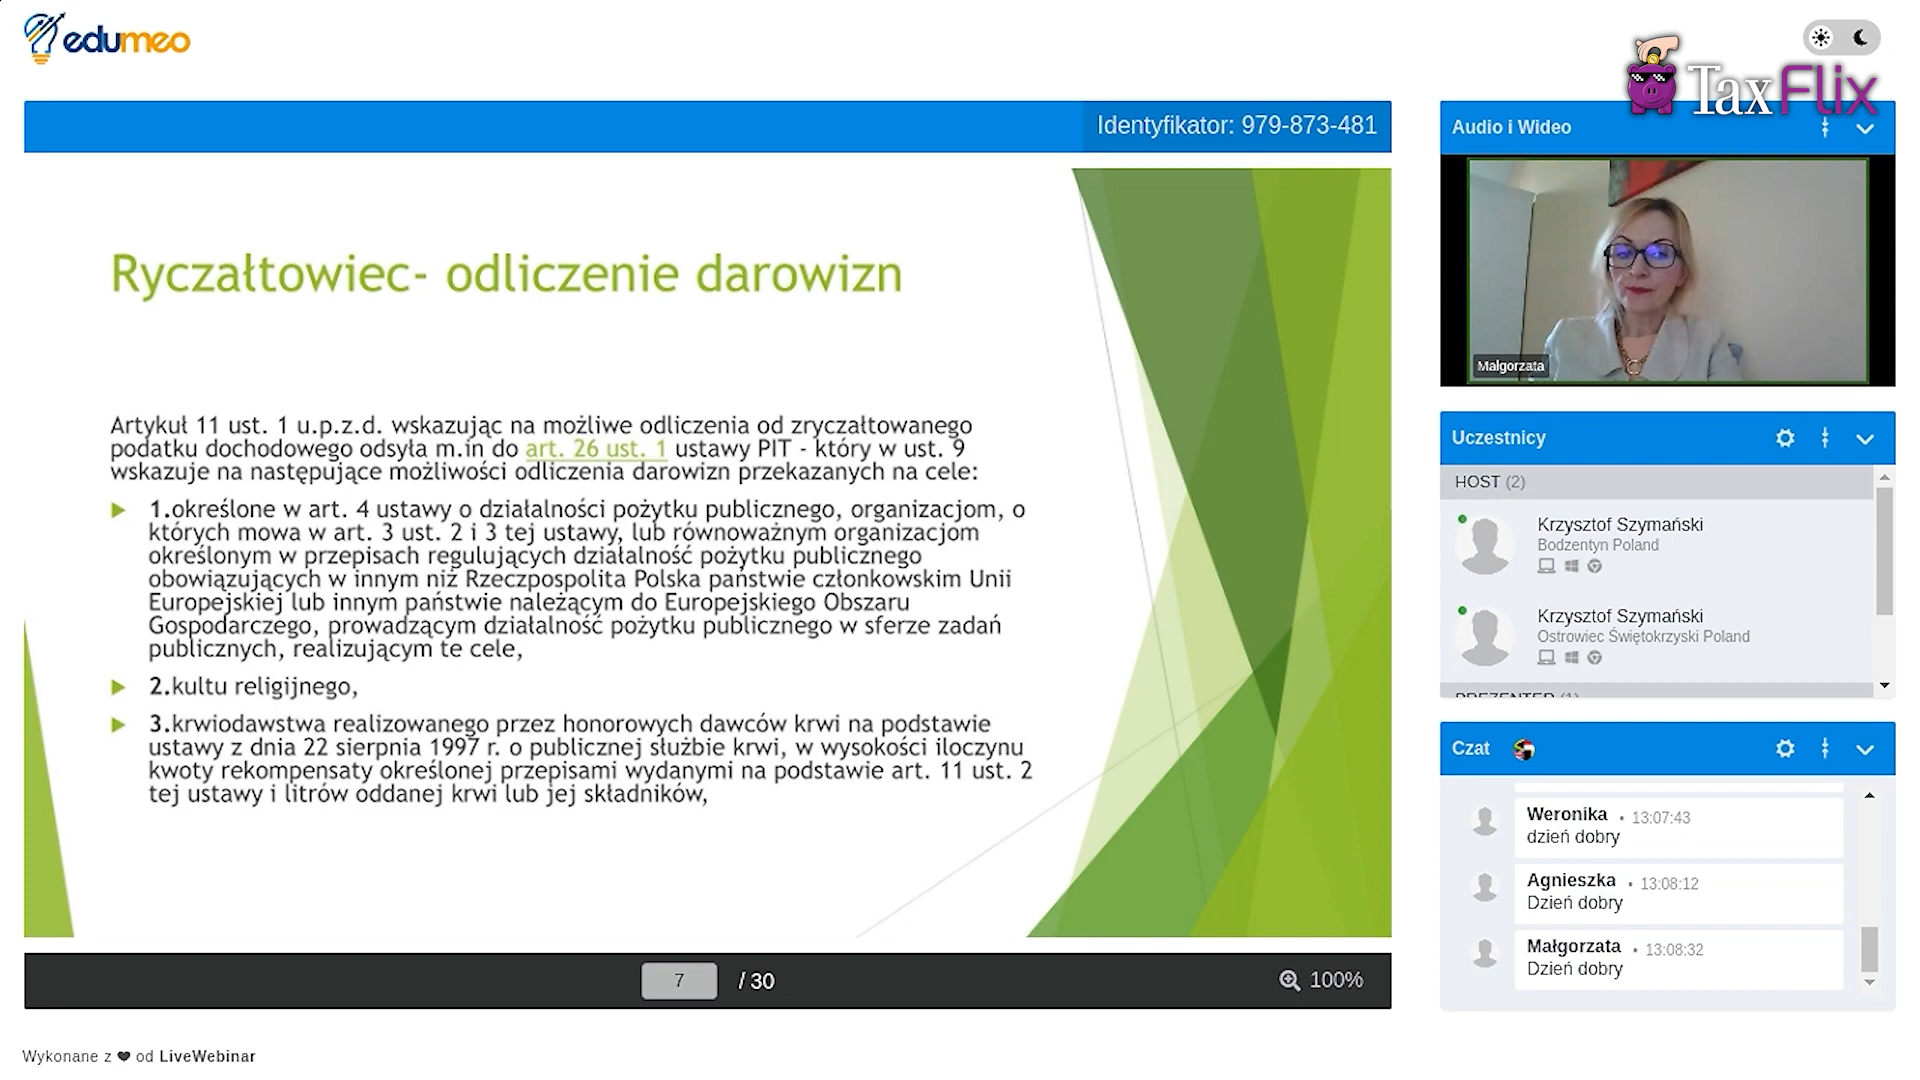 edumeo
TaxFlix
Identyfikator: 979-873-481
Ryczałtowiec- odliczenie darowizn
Artykuł 11 ust. 1 u.p.z.d. wskazując na możliwe odliczenia od zryczałtowanego
podatku dochodowego odsyła m.in do art. 26 ust. 1 ustawy PIT - który w ust. 9
wskazuje na następujące możliwości odliczenia darowizn przekazanych na cele:
1.określone w art. 4 ustawy o działalności pożytku publicznego, organizacjom, o
których mowa w art. 3 ust. 2 i 3 tej ustawy, lub równoważnym organizacjom
określonym w przepisach regulujących działalność pożytku publicznego
obowiązujących w innym niż Rzeczpospolita Polska państwie członkowskim Unii
Europejskiej lub innym państwie należącym do Europejskiego Obszaru
Gospodarczego, prowadzącym działalność pożytku publicznego w sferze zadań
publicznych, realizującym te cele,
2.kultu religijnego,
3.krwiodawstwa realizowanego przez honorowych dawców krwi na podstawie
ustawy z dnia 22 sierpnia 1997 r. o publicznej służbie krwi, w wysokości iloczynu
kwoty rekompensaty określonej przepisami wydanymi na podstawie art. 11 ust. 2
tej ustawy i litrów oddanej krwi lub jej składników,
7 / 30
100%
Wykonane z ❤ od LiveWebinar
Audio i Wideo
Małgorzata
Uczestnicy
HOST (2)
Krzysztof Szymański
Bodzentyn Poland
Krzysztof Szymański
Ostrowiec Świętokrzyski Poland
PREZENTER (1)
Czat
Weronika • 13:07:43
dzień dobry
Agnieszka • 13:08:12
Dzień dobry
Małgorzata • 13:08:32
Dzień dobry